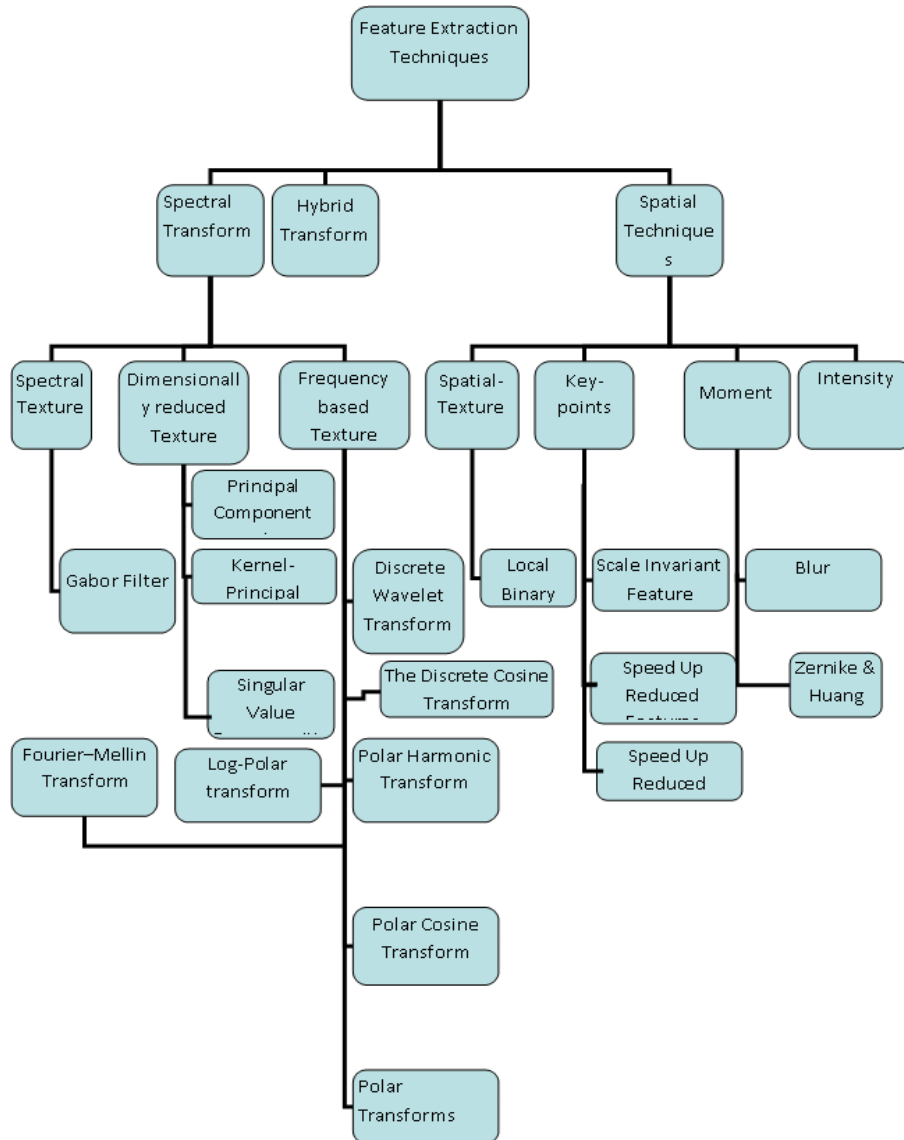 Feature Extraction
Techniques
Spectral
Transform
Hybrid
Transform
Spatial
Technique
s
Spectral
Texture
Dimensionall
y reduced
Texture
Frequency
based Texture
Spatial-
Texture
Key-
points
Moment
Intensity
Principal
Component
Gabor Filter
Kernel-
Principal
Discrete
Wavelet
Transform
Local
Binary
Scale Invariant
Feature
Blur
Singular
Value
The Discrete Cosine
Transform
Speed Up
Reduced
Zernike &
Huang
Fourier–Mellin
Transform
Log-Polar
transform
Polar Harmonic
Transform
Speed Up
Reduced
Polar Cosine
Transform
Polar
Transforms